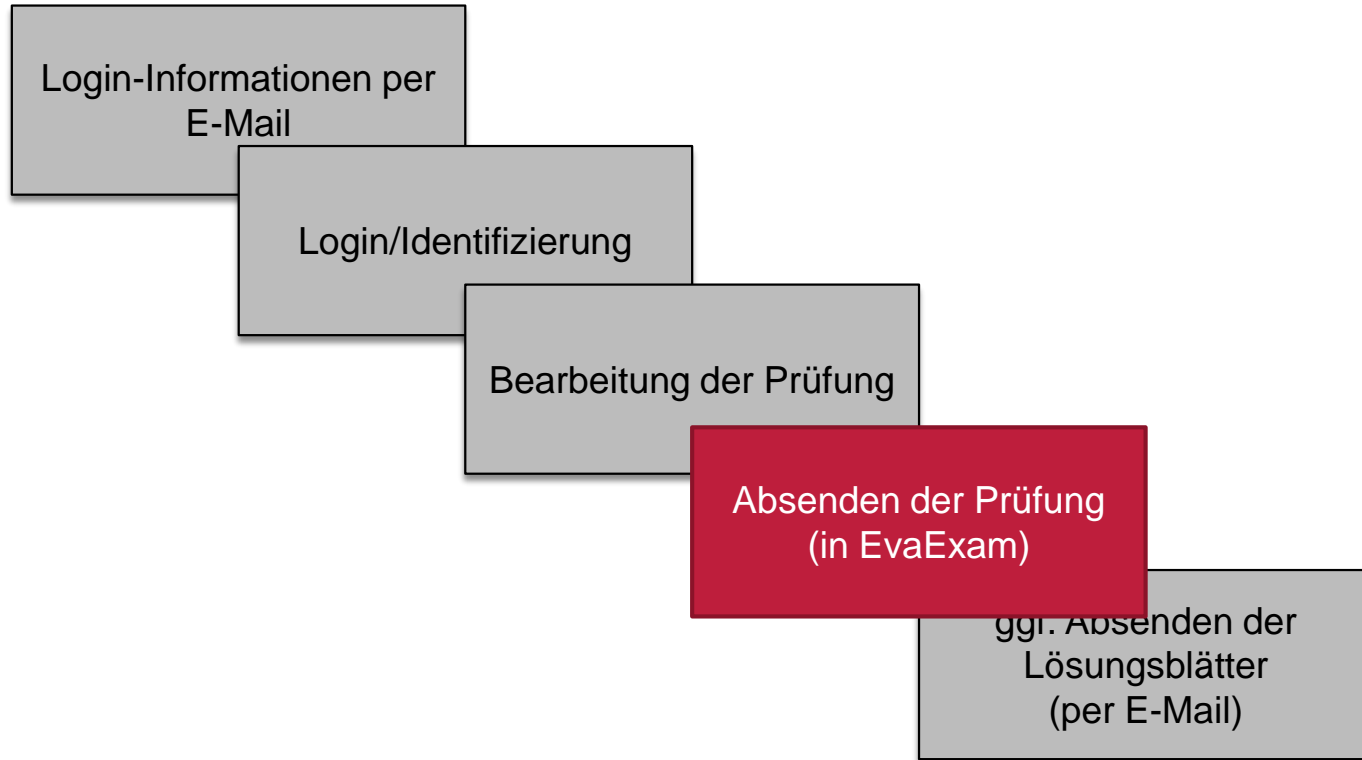 Login-Informationen per
E-Mail
Login/Identifizierung
Bearbeitung der Prüfung
Absenden der Prüfung
(in EvaExam)
ggf. Absenden der
Lösungsblätter
(per E-Mail)